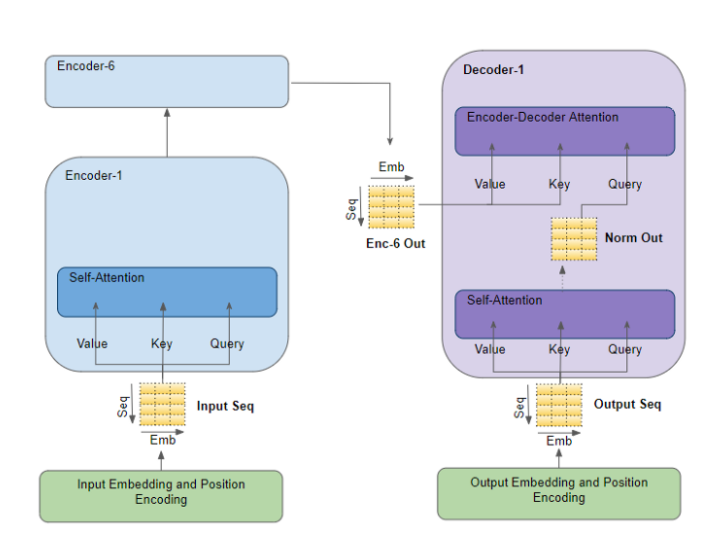 Encoder-6
Encoder-1
Self-Attention
Value Key Query
Seq
Input Seq
Emb
Input Embedding and Position
Encoding
Emb
Seq
Enc-6 Out
Decoder-1
Encoder-Decoder Attention
Value Key Query
Norm Out
Self-Attention
Value Key Query
Seq
Output Seq
Emb
Output Embedding and Position
Encoding